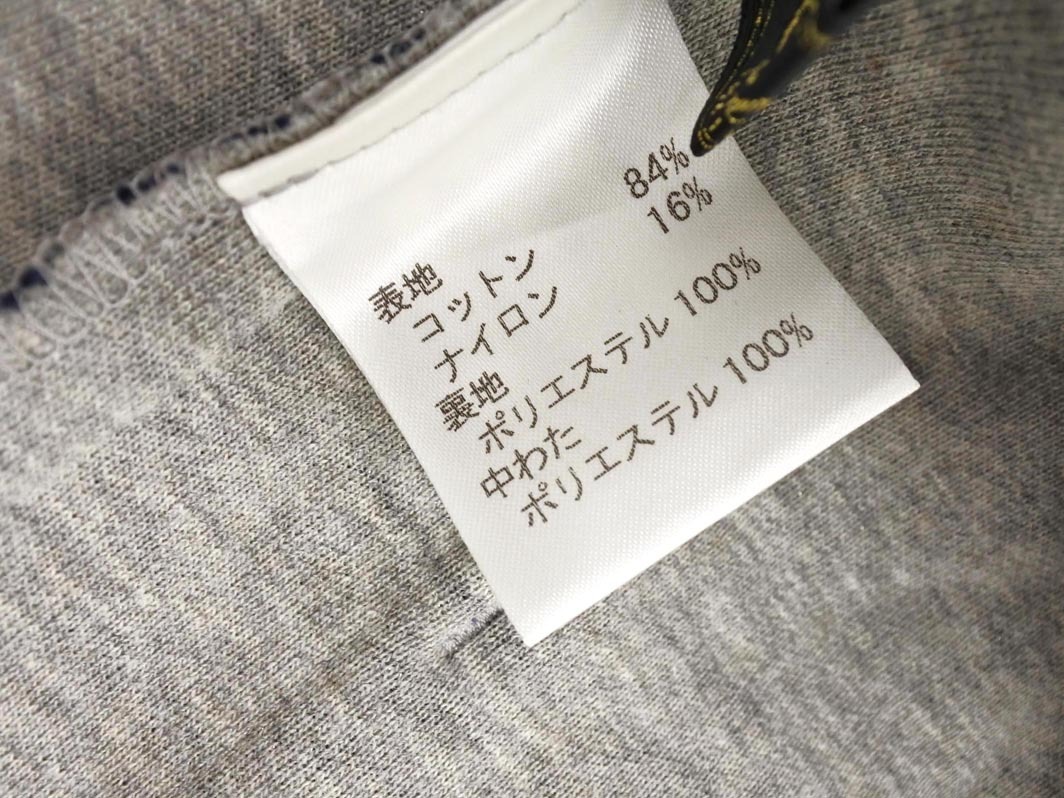 表地
コットン 84%
ナイロン 16%
裏地
ポリエステル 100%
中わた
ポリエステル 100%